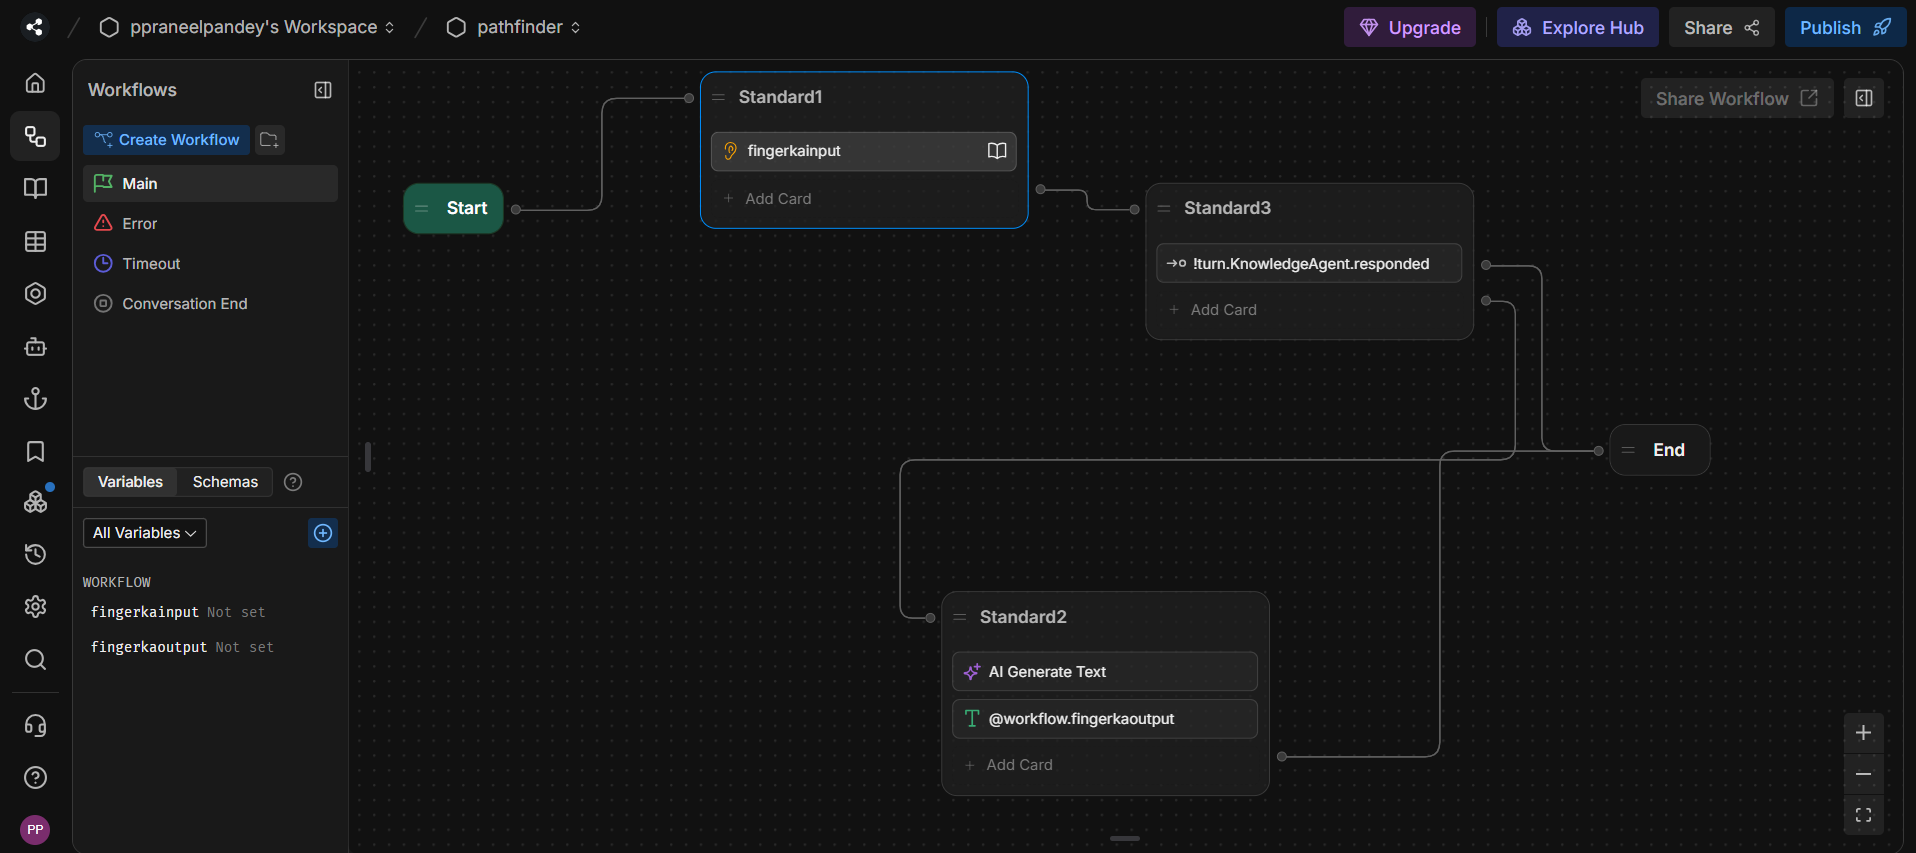 ppraneelpandey's Workspace
pathfinder
Upgrade
Explore Hub
Share
Publish
Workflows
Create Workflow
Main
Error
Timeout
Conversation End
Variables
Schemas
All Variables
WORKFLOW
fingerkainput Not set
fingerkaoutput Not set
PP
Share Workflow
Start
Standard1
fingerkainput
+ Add Card
Standard3
!turn.KnowledgeAgent.responded
+ Add Card
End
Standard2
AI Generate Text
@workflow.fingerkaoutput
+ Add Card